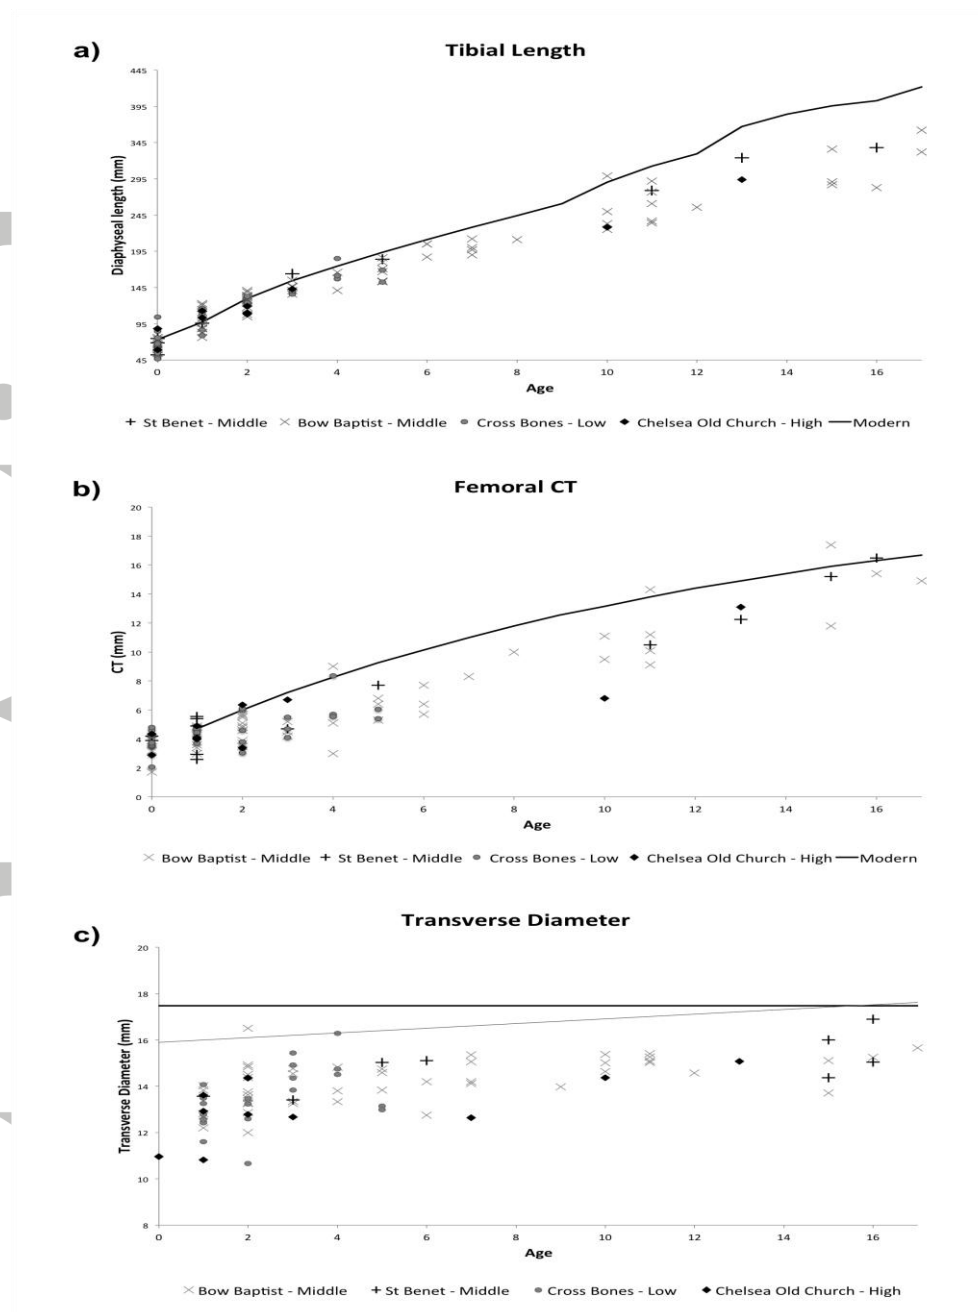 a)
Tibial Length
445
395
345
295
245
195
145
95
45
Diaphyseal length (mm)
0 2 4 6 8 10 12 14 16
Age
St Benet - Middle Bow Baptist - Middle Cross Bones - Low Chelsea Old Church - High Modern
b)
Femoral CT
20
18
16
14
12
10
8
6
4
2
0
CT (mm)
0 2 4 6 8 10 12 14 16
Age
Bow Baptist - Middle St Benet - Middle Cross Bones - Low Chelsea Old Church - High Modern
c)
Transverse Diameter
20
18
16
14
12
10
8
Transverse Diameter (mm)
0 2 4 6 8 10 12 14 16
Age
Bow Baptist - Middle St Benet - Middle Cross Bones - Low Chelsea Old Church - High